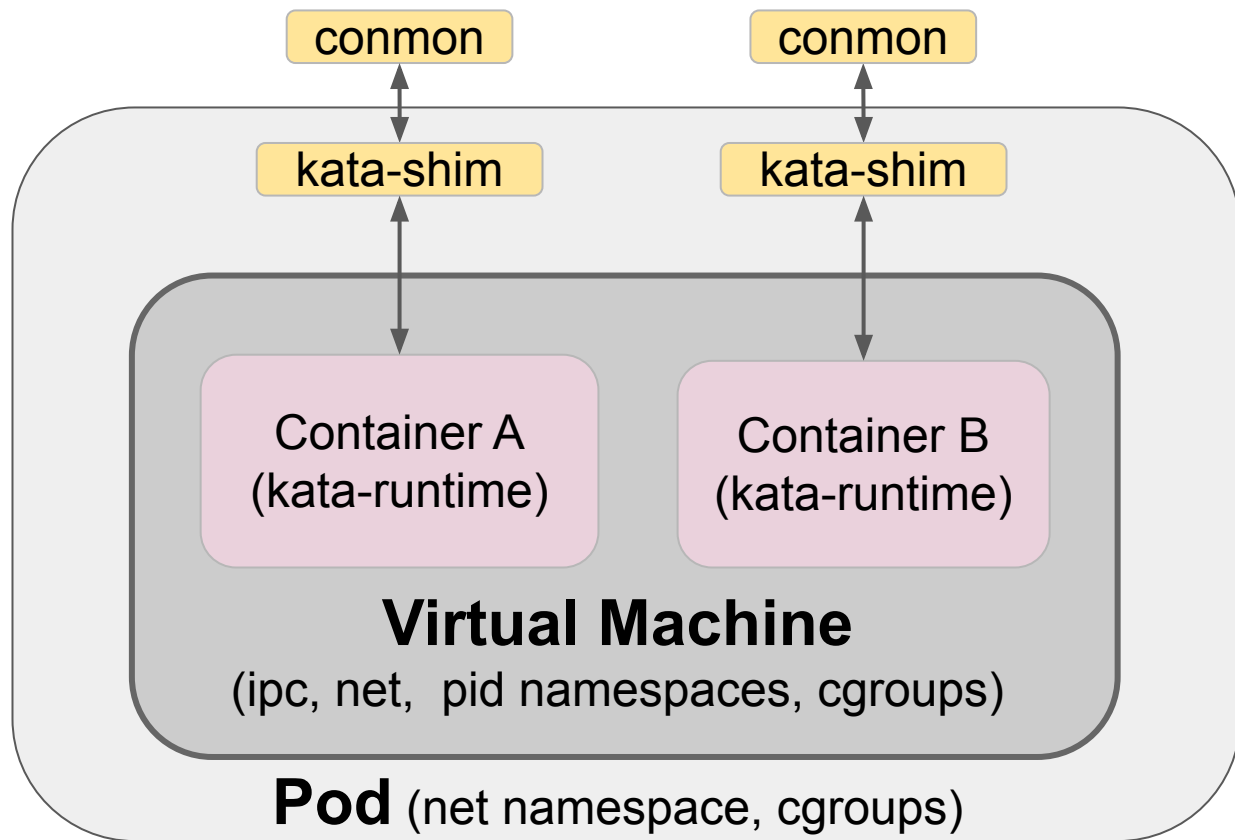 conmon
conmon
kata-shim
kata-shim
Container A
(kata-runtime)
Container B
(kata-runtime)
Virtual Machine
(ipc, net,  pid namespaces, cgroups)
Pod (net namespace, cgroups)